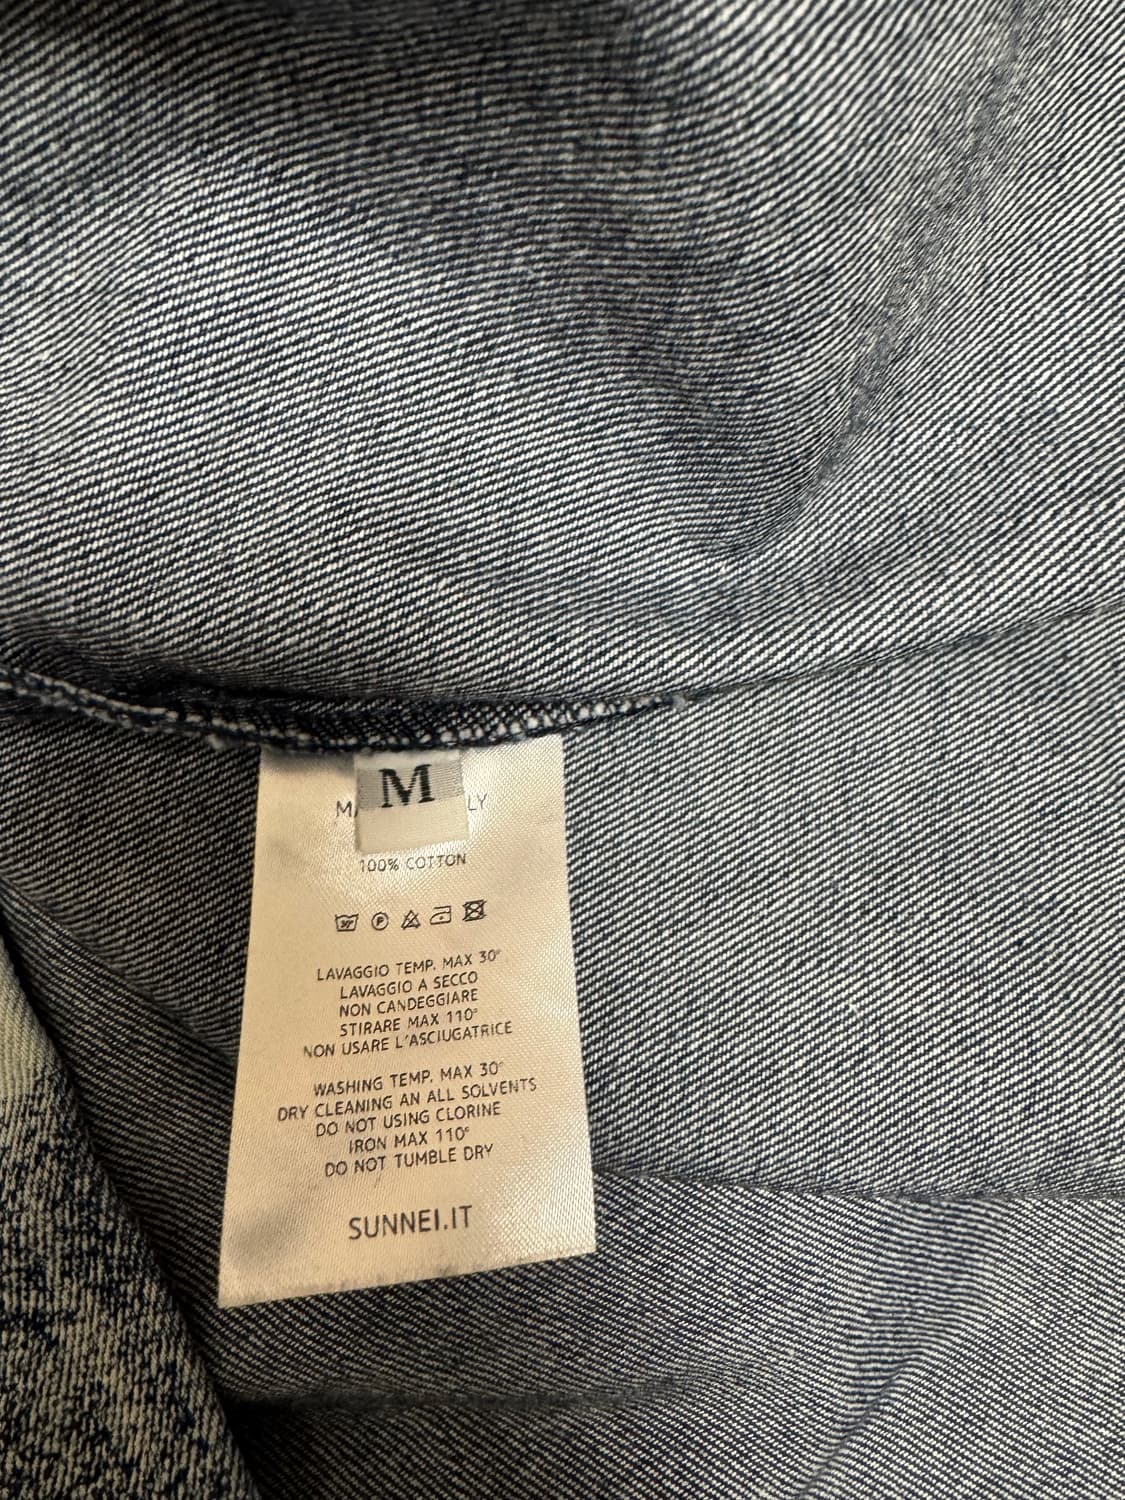 M
100% COTTON
LAVAGGIO TEMP. MAX 30°
LAVAGGIO A SECCO
NON CANDEGGIARE
STIRARE MAX 110°
NON USARE L'ASCIUGATRICE
WASHING TEMP. MAX 30°
DRY CLEANING AN ALL SOLVENTS
DO NOT USING CLORINE
IRON MAX 110°
DO NOT TUMBLE DRY
SUNNEI.IT